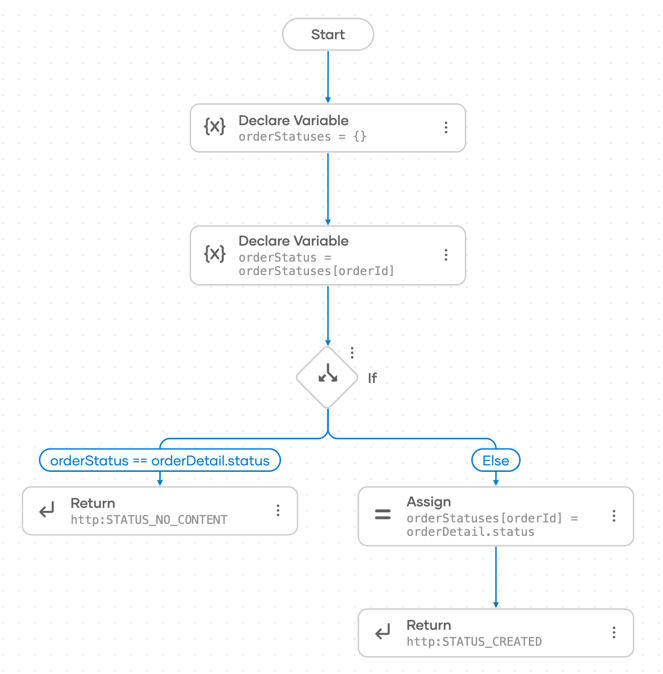 Start
Declare Variable
orderStatuses = {}
Declare Variable
orderStatus =
orderStatuses[orderId]
If
orderStatus == orderDetail.status
Else
Return
http:STATUS_NO_CONTENT
Assign
orderStatuses[orderId] =
orderDetail.status
Return
http:STATUS_CREATED